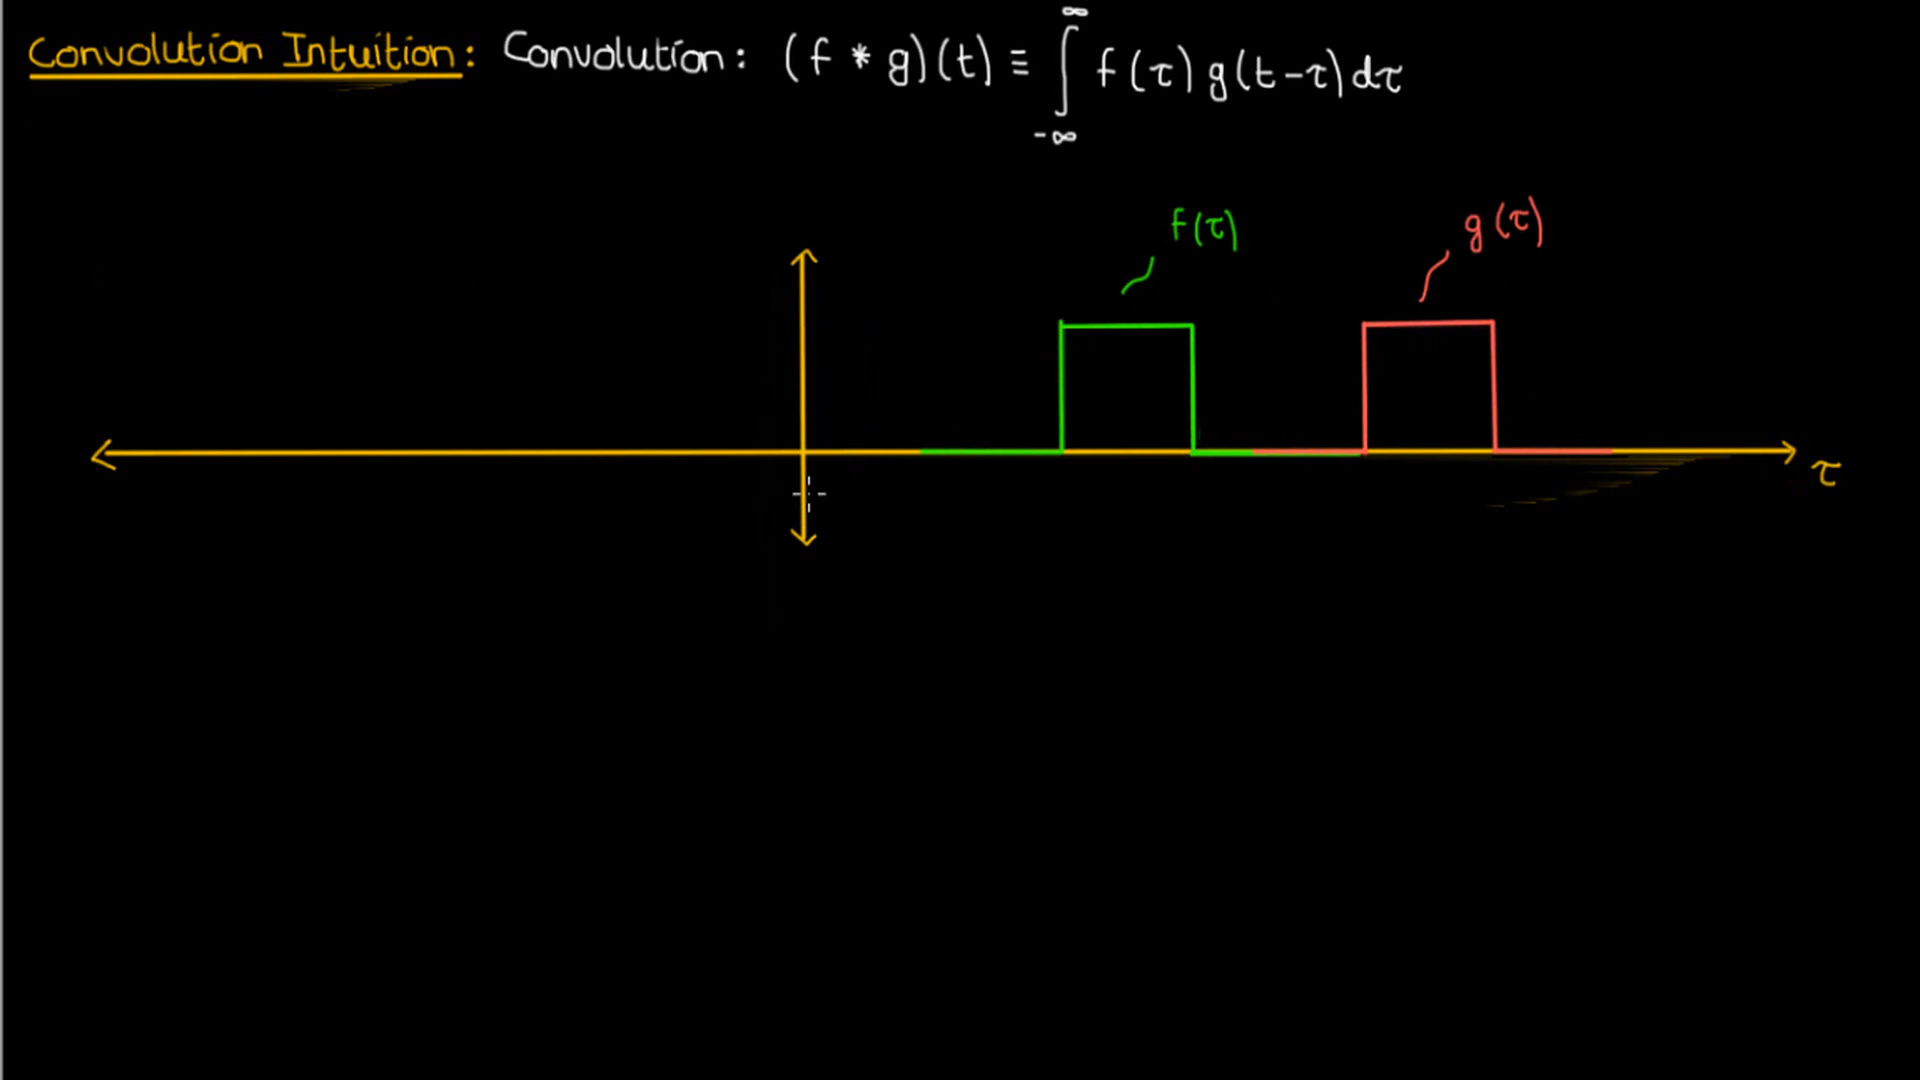 Convolution Intuition: Convolution: (f * g)(t) ≡ ∫_{-∞}^{∞} f(τ) g(t-τ) dτ
f(τ)
g(τ)
τ